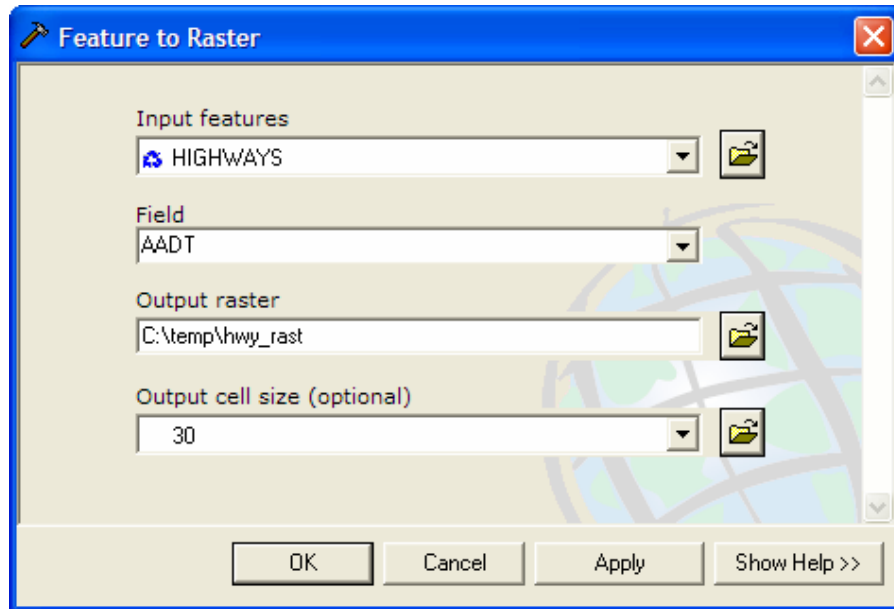 Feature to Raster
Input features
HIGHWAYS
Field
AADT
Output raster
C:\temp\hwy_rast
Output cell size (optional)
30
OK Cancel Apply Show Help >>